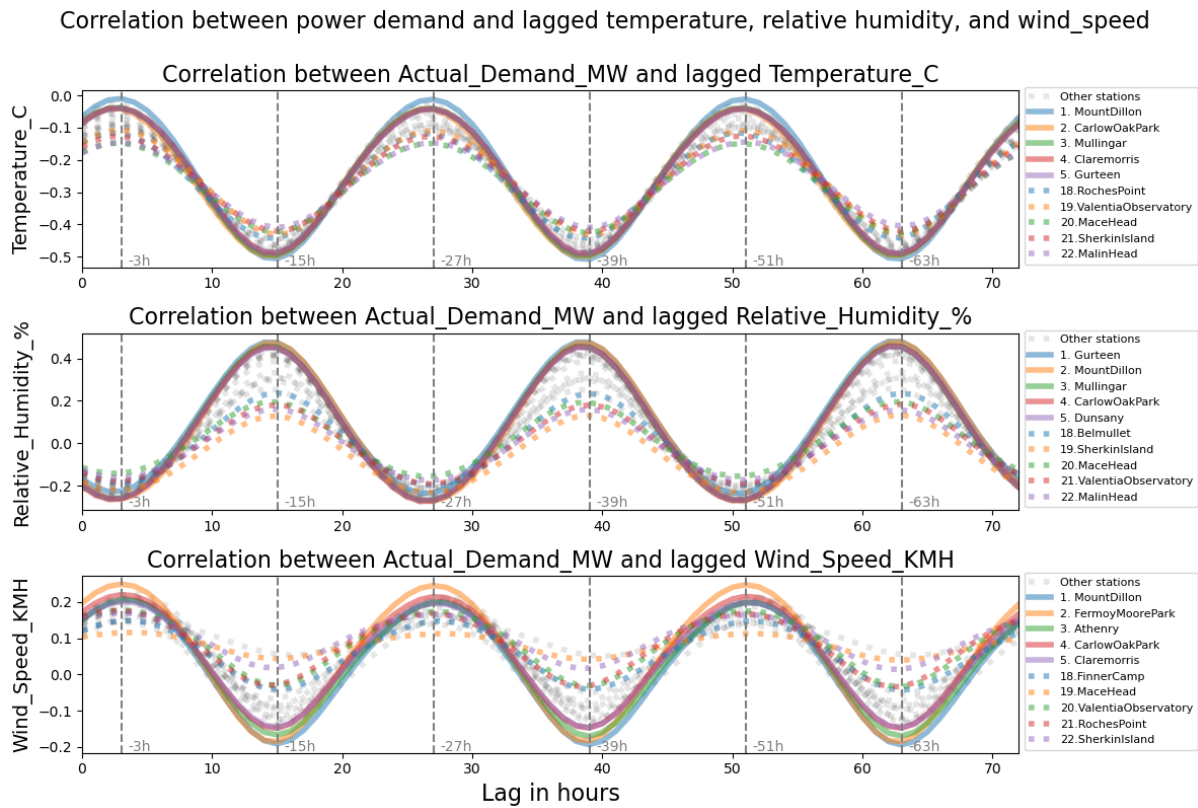 Correlation between power demand and lagged temperature, relative humidity, and wind_speed
Correlation between Actual_Demand_MW and lagged Temperature_C
Temperature_C
0.0
−0.1
−0.2
−0.3
−0.4
−0.5
-3h
-15h
-27h
-39h
-51h
-63h
0
10
20
30
40
50
60
70
Other stations
1. MountDillon
2. CarlowOakPark
3. Mullingar
4. Claremorris
5. Gurteen
18.RochesPoint
19.ValentiaObservatory
20.MaceHead
21.SherkinIsland
22.MalinHead
Correlation between Actual_Demand_MW and lagged Relative_Humidity_%
Relative_Humidity_%
0.4
0.2
0.0
−0.2
-3h
-15h
-27h
-39h
-51h
-63h
0
10
20
30
40
50
60
70
Other stations
1. Gurteen
2. MountDillon
3. Mullingar
4. CarlowOakPark
5. Dunsany
18.Belmullet
19.SherkinIsland
20.MaceHead
21.ValentiaObservatory
22.MalinHead
Correlation between Actual_Demand_MW and lagged Wind_Speed_KMH
Wind_Speed_KMH
0.2
0.1
0.0
−0.1
−0.2
-3h
-15h
-27h
-39h
-51h
-63h
0
10
20
30
40
50
60
70
Other stations
1. MountDillon
2. FermoyMoorePark
3. Athenry
4. CarlowOakPark
5. Claremorris
18.FinnerCamp
19.MaceHead
20.ValentiaObservatory
21.RochesPoint
22.SherkinIsland
Lag in hours